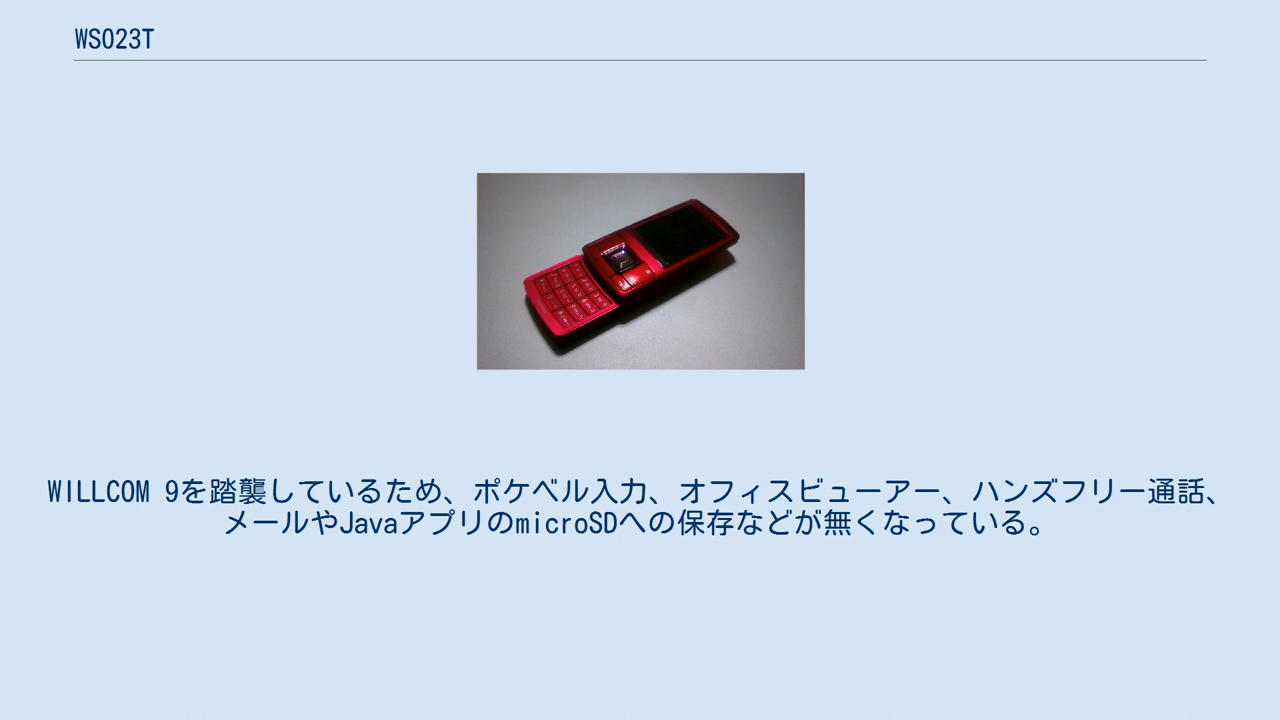 WS023T
WILLCOM 9を踏襲しているため、ポケベル入力、オフィスビューアー、ハンズフリー通話、
メールやJavaアプリのmicroSDへの保存などが無くなっている。